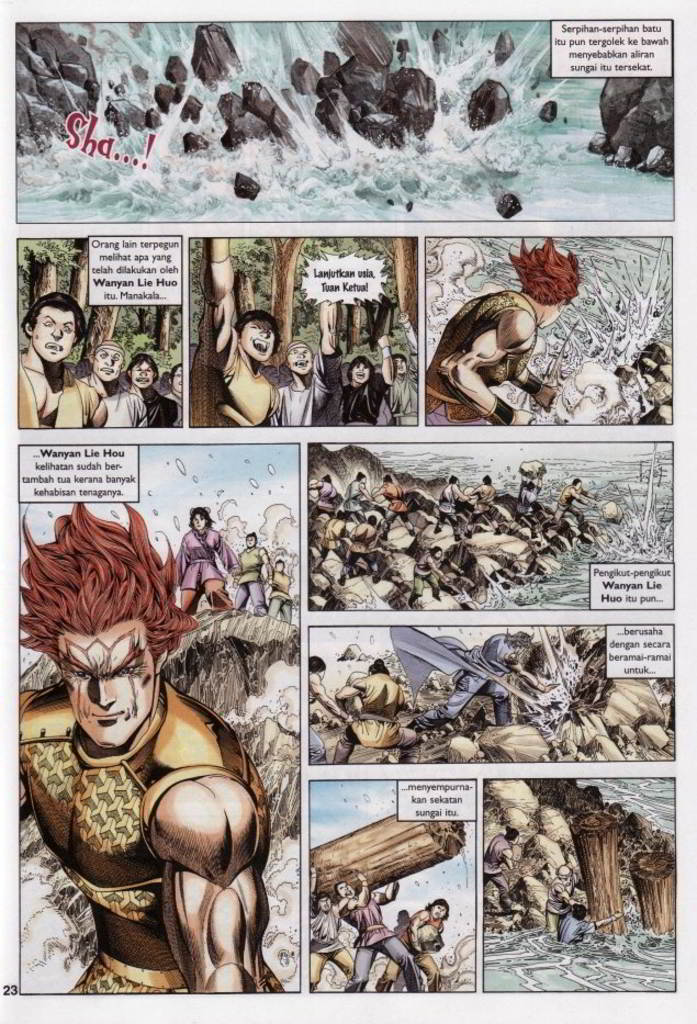 Serpihan-serpihan batu
itu pun tergolek ke bawah
menyebabkan aliran
sungai itu tersekat.
Sha....!
Orang lain terpegun
melihat apa yang
telah dilakukan oleh
Wanyan Lie Huo
itu. Manakala...
Lanjutkan usia,
Tuan Ketua!
...Wanyan Lie Hou
kelihatan sudah ber-
tambah tua kerana banyak
kehabisan tenaganya.
Pengikut-pengikut
Wanyan Lie
Huo itu pun...
...berusaha
dengan secara
beramai-ramai
untuk...
...menyempurna-
kan sekatan
sungai itu.
23